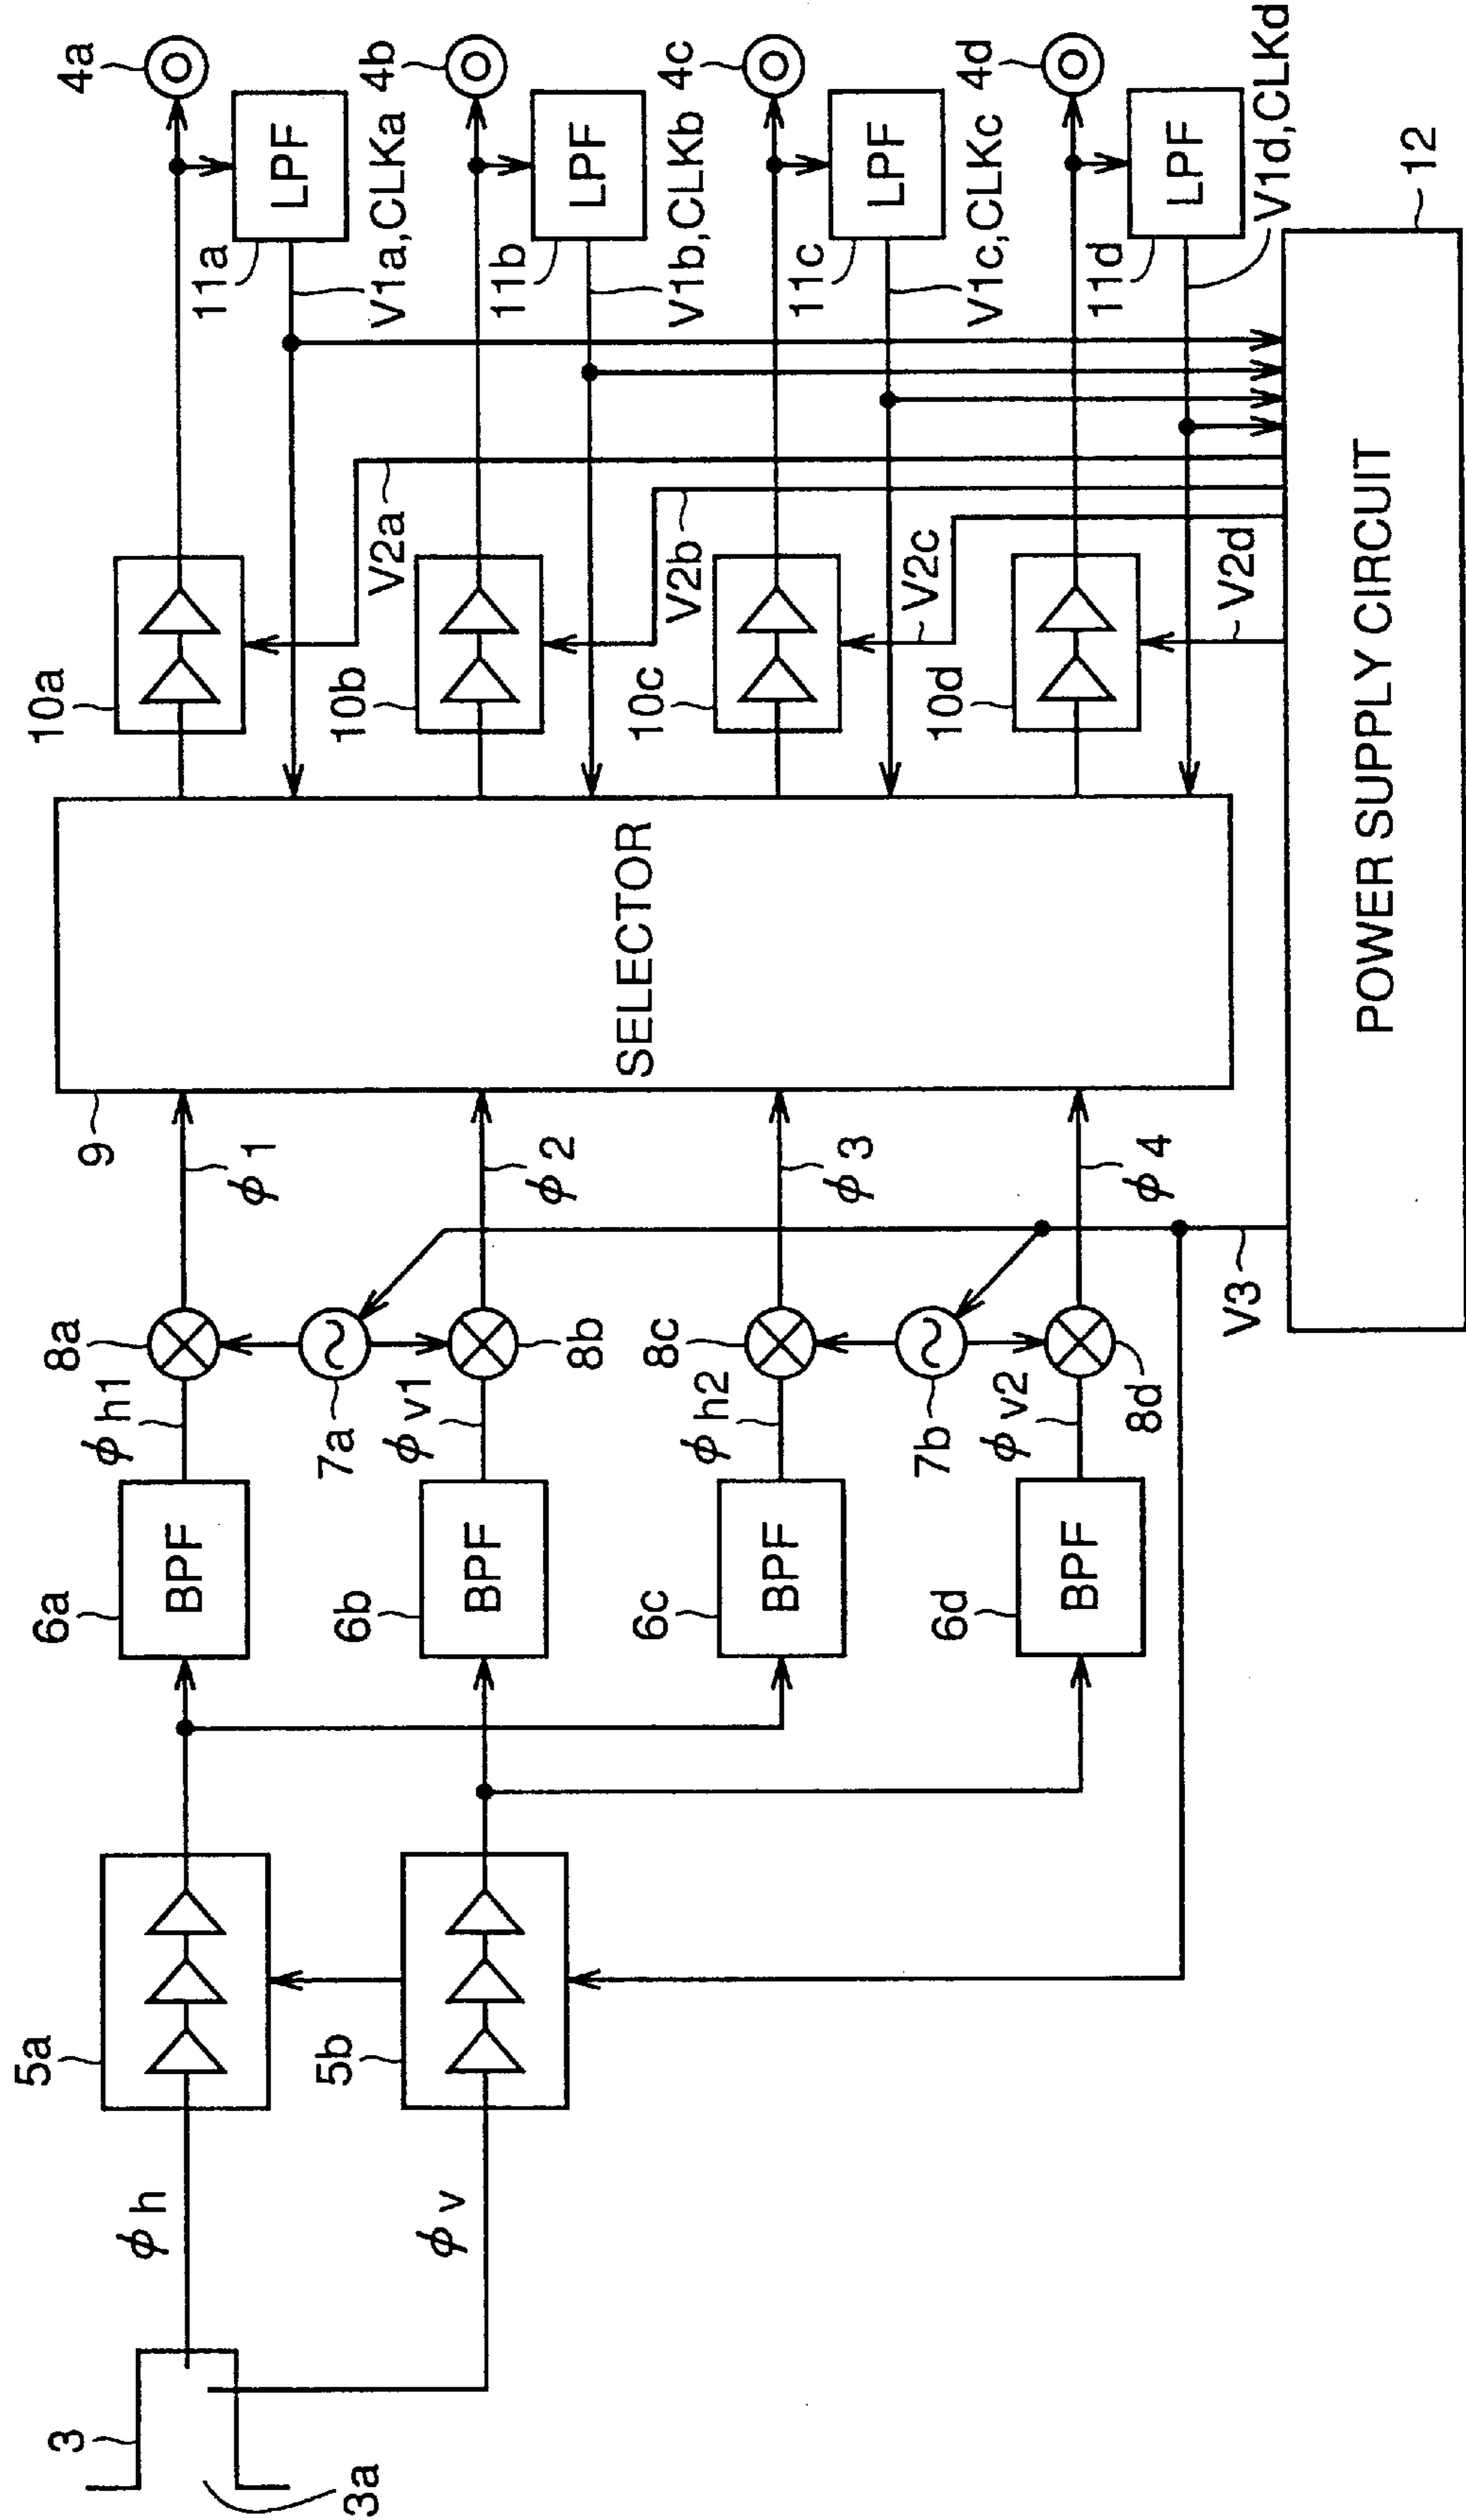 3
3a
φh
φv
5a
5b
6a
BPF
6b
BPF
6c
BPF
6d
BPF
φh1
φv1
φh2
φv2
8a
7a
8b
8c
7b
8d
φ1
φ2
φ3
φ4
V3
9
SELECTOR
10a
10b
10c
10d
V2a
V2b
V2c
V2d
11a
LPF
V1a,CLKa
11b
LPF
V1b,CLKb
11c
LPF
V1c,CLKc
11d
LPF
V1d,CLKd
4a
4b
4c
4d
12
POWER SUPPLY CIRCUIT